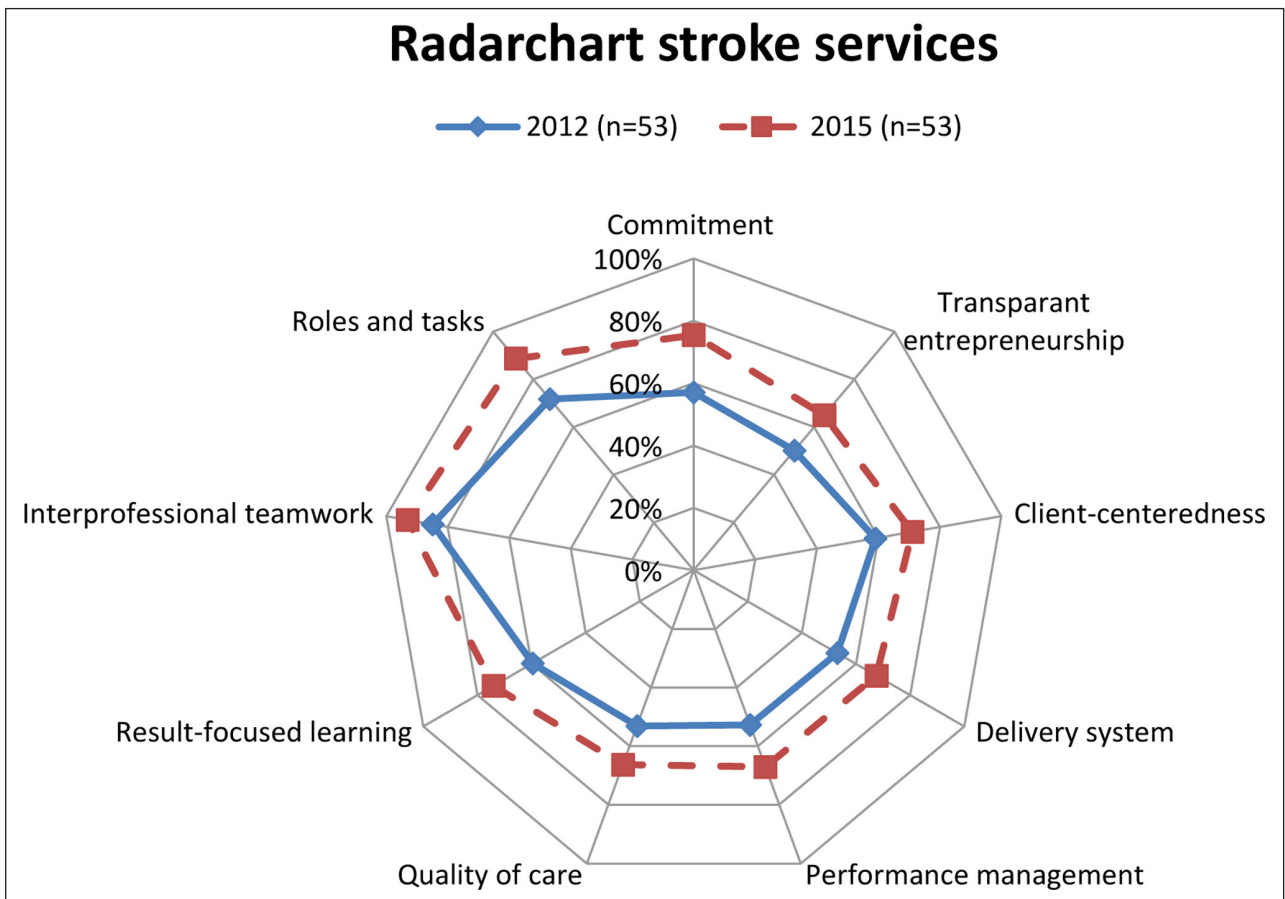 Radarchart stroke services
2012 (n=53)
2015 (n=53)
Commitment
100%
80%
60%
40%
20%
0%
Transparant
entrepreneurship
Client-centeredness
Delivery system
Performance management
Quality of care
Result-focused learning
Interprofessional teamwork
Roles and tasks